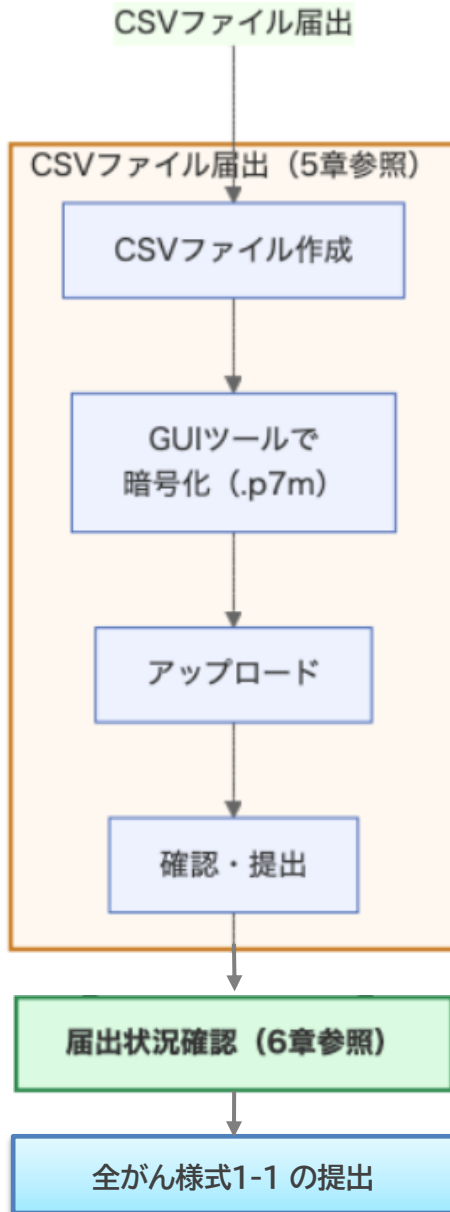 CSVファイル届出
CSVファイル届出（5章参照）
CSVファイル作成
GUIツールで
暗号化（.p7m）
アップロード
確認・提出
届出状況確認（6章参照）
全がん様式1-1 の提出